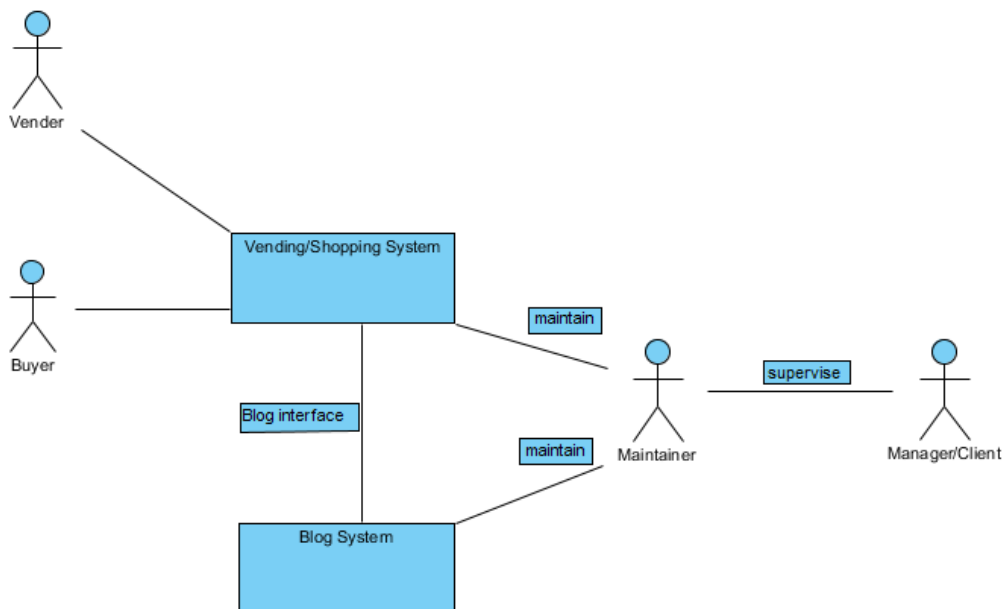 Vender
Vending/Shopping System
Buyer
maintain
supervise
Blog interface
maintain
Maintainer
Manager/Client
Blog System